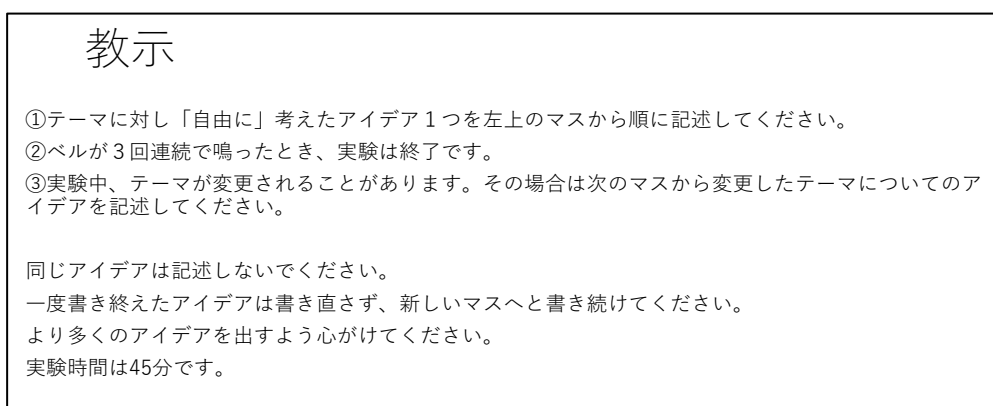 教示
①テーマに対し「自由に」考えたアイデア１つを左上のマスから順に記述してください。
②ベルが３回連続で鳴ったとき、実験は終了です。
③実験中、テーマが変更されることがあります。その場合は次のマスから変更したテーマについてのア
イデアを記述してください。
同じアイデアは記述しないでください。
一度書き終えたアイデアは書き直さず、新しいマスへと書き続けてください。
より多くのアイデアを出すよう心がけてください。
実験時間は45分です。